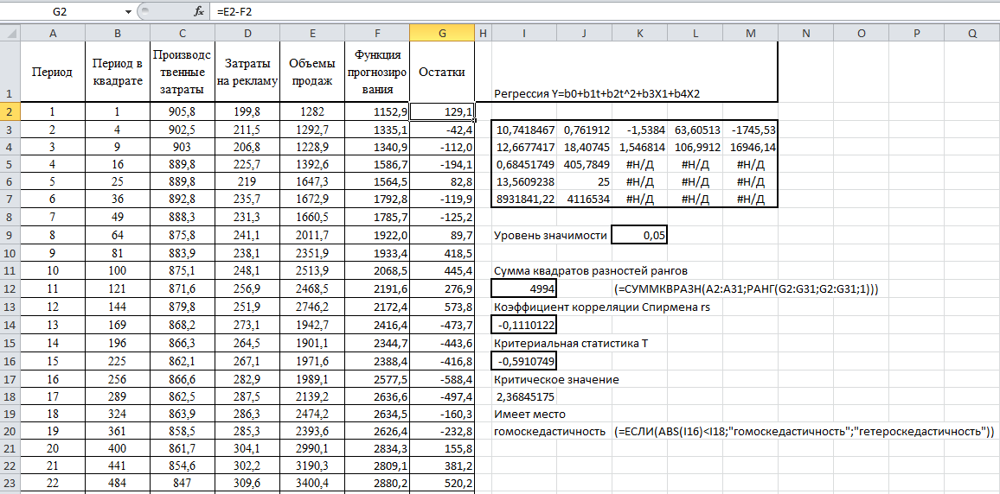 G2 fx =E2-F2
A B C D E F G H I J K L M N O P Q
1 Период Период в квадрате Производс твенные затраты Затраты на рекламу Объемы продаж Функция прогнозиро вания Остатки Регрессия Y=b0+b1t+b2t^2+b3X1+b4X2
2 1 1 905,8 199,8 1282 1152,9 129,1
3 2 4 902,5 211,5 1292,7 1335,1 -42,4 10,7418467 0,761912 -1,5384 63,60513 -1745,53
4 3 9 903 206,8 1228,9 1340,9 -112,0 12,6677417 18,40745 1,546814 106,9912 16946,14
5 4 16 889,8 225,7 1392,6 1586,7 -194,1 0,68451749 405,7849 #Н/Д #Н/Д #Н/Д
6 5 25 889,8 219 1647,3 1564,5 82,8 13,5609238 25 #Н/Д #Н/Д #Н/Д
7 6 36 892,8 235,7 1672,9 1792,8 -119,9 8931841,22 4116534 #Н/Д #Н/Д #Н/Д
8 7 49 888,3 231,3 1660,5 1785,7 -125,2
9 8 64 875,8 241,1 2011,7 1922,0 89,7 Уровень значимости 0,05
10 9 81 883,9 238,1 2351,9 1933,4 418,5
11 10 100 875,1 248,1 2513,9 2068,5 445,4 Сумма квадратов разностей рангов
12 11 121 871,6 256,9 2468,5 2191,6 276,9 4994 (=СУММКВРАЗН(A2:A31;РАНГ(G2:G31;G2:G31;1)))
13 12 144 879,8 251,9 2746,2 2172,4 573,8 Коэффициент корреляции Спирмена rs
14 13 169 868,2 273,1 1942,7 2416,4 -473,7 -0,1110122
15 14 196 866,3 264,5 1901,1 2344,7 -443,6 Критериальная статистика T
16 15 225 862,1 267,1 1971,6 2388,4 -416,8 -0,5910749
17 16 256 866,6 282,9 1989,1 2577,5 -588,4 Критическое значение
18 17 289 862,5 287,5 2139,2 2636,6 -497,4 2,36845175
19 18 324 863,9 286,3 2474,2 2634,5 -160,3 Имеет место
20 19 361 858,5 285,3 2393,6 2626,4 -232,8 гомоскедастичность (=ЕСЛИ(ABS(I16)<I18;"гомоскедастичность";"гетероскедастичность"))
21 20 400 861,7 304,1 2990,1 2834,3 155,8
22 21 441 854,6 302,2 3190,3 2809,1 381,2
23 22 484 847 309,6 3400,4 2880,2 520,2